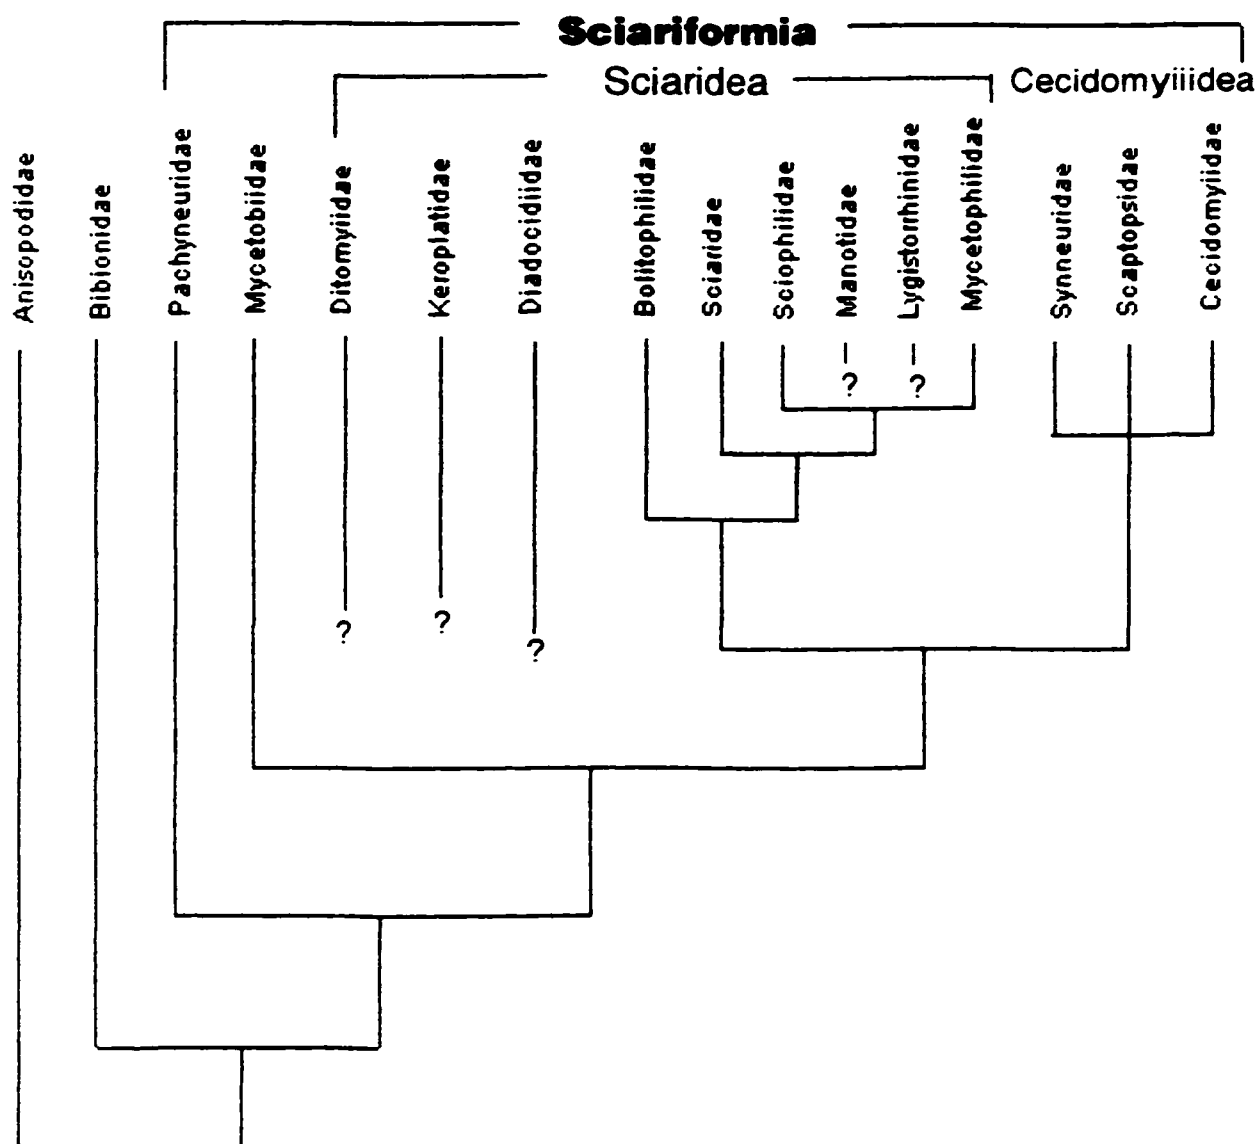 Sciariformia
Sciaridea
Cecidomyiiidea
Anisopodidae
Bibionidae
Pachyneuridae
Mycetobiidae
Ditomyiidae
Keroplatidae
Diadocidiidae
Bolitophilidae
Sciaridae
Sciophilidae
Manotidae
Lygistorrhinidae
Mycetophilidae
Synneuridae
Scaptopsidae
Cecidomyiidae
?
?
?
?
?